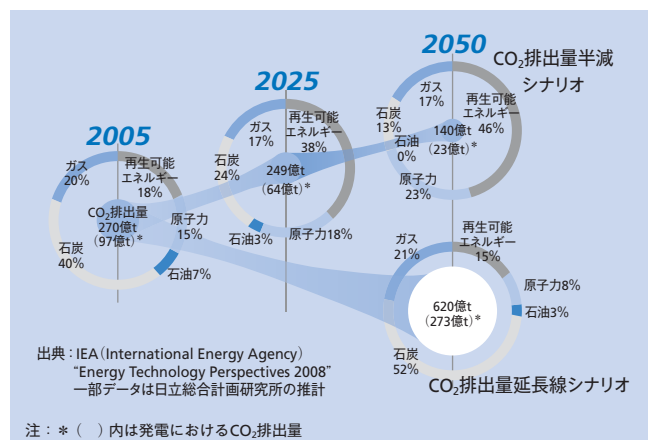 2005
ガス
20%
再生可能
エネルギー
18%
CO₂排出量
270億t
(97億t)*
原子力
15%
石炭
40%
石油7%
2025
ガス
17%
再生可能
エネルギー
38%
石炭
24%
249億t
(64億t)*
石油3%
原子力18%
2050
CO₂排出量半減
シナリオ
ガス
17%
再生可能
エネルギー
46%
石炭
13%
石油
0%
140億t
(23億t)*
原子力
23%
ガス
21%
再生可能
エネルギー
15%
原子力8%
石油3%
620億t
(273億t)*
石炭
52%
CO₂排出量延長線シナリオ
出典：IEA（International Energy Agency）
“Energy Technology Perspectives 2008”
一部データは日立総合計画研究所の推計
注：＊（　）内は発電におけるCO₂排出量